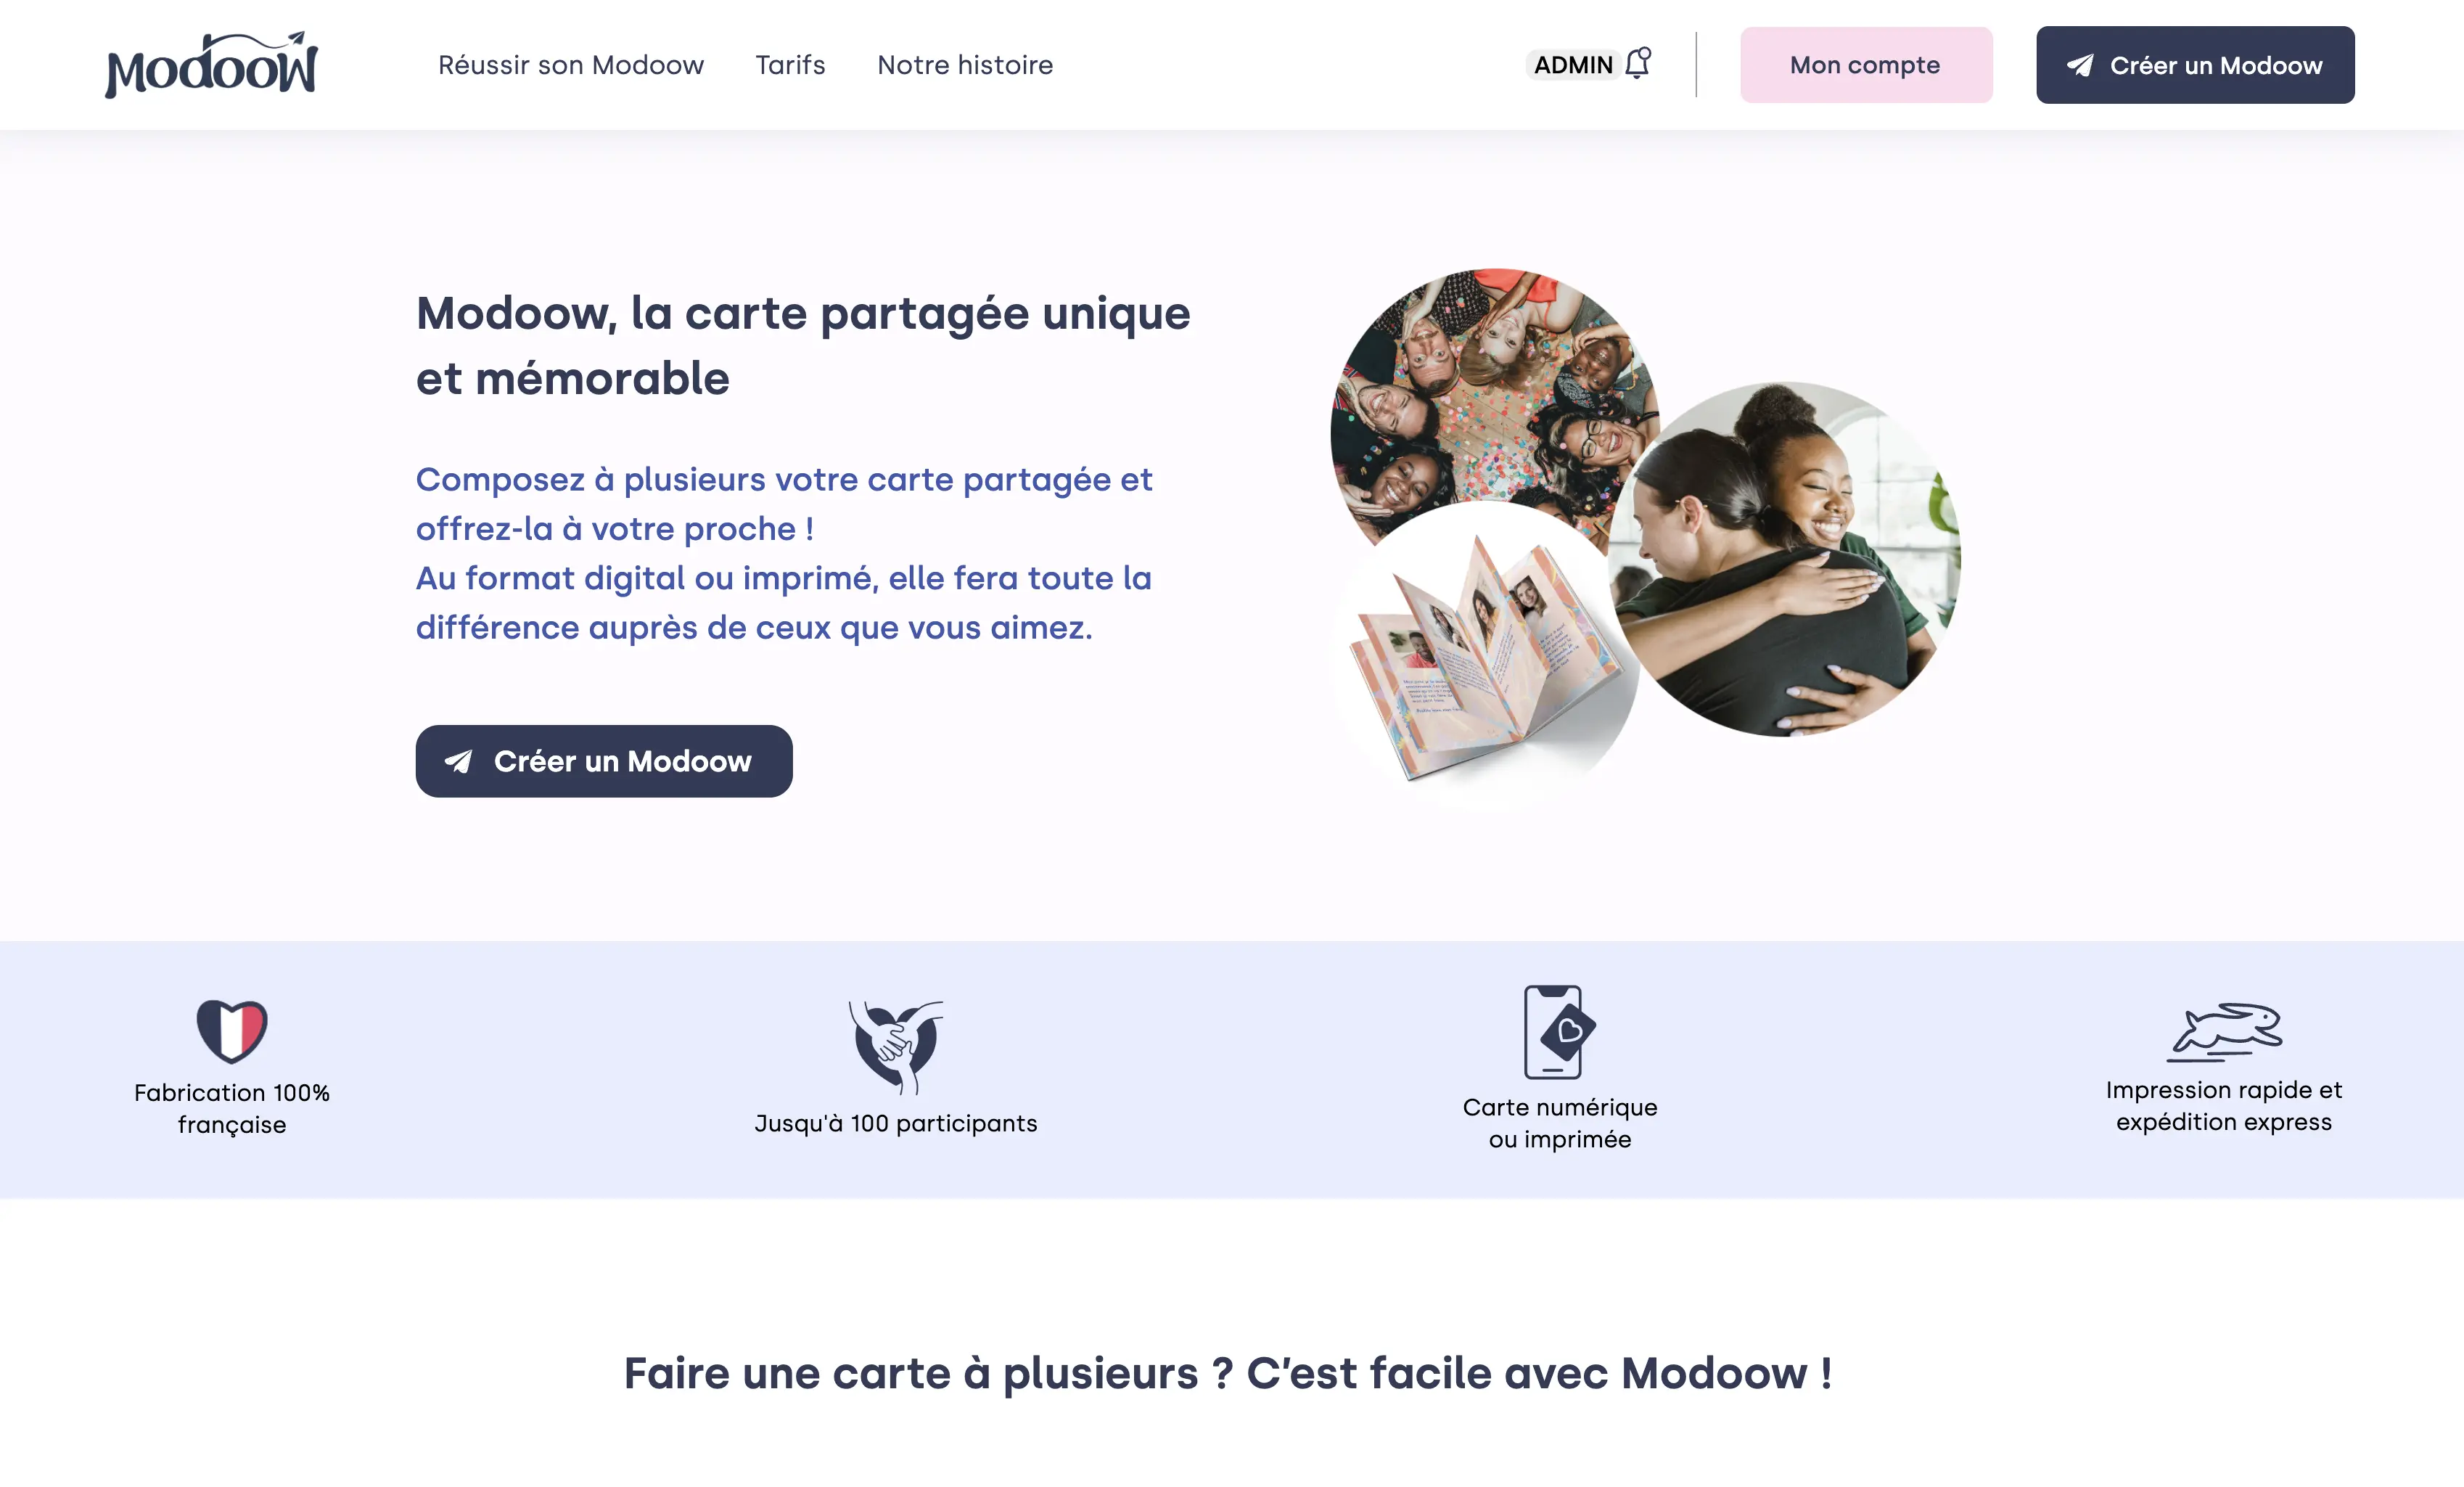 Modoow
Réussir son Modoow
Tarifs
Notre histoire
ADMIN
Mon compte
Créer un Modoow
Modoow, la carte partagée unique
et mémorable
Composez à plusieurs votre carte partagée et
offrez-la à votre proche !
Au format digital ou imprimé, elle fera toute la
différence auprès de ceux que vous aimez.
Créer un Modoow
Fabrication 100%
française
Jusqu'à 100 participants
Carte numérique
ou imprimée
Impression rapide et
expédition express
Faire une carte à plusieurs ? C’est facile avec Modoow !